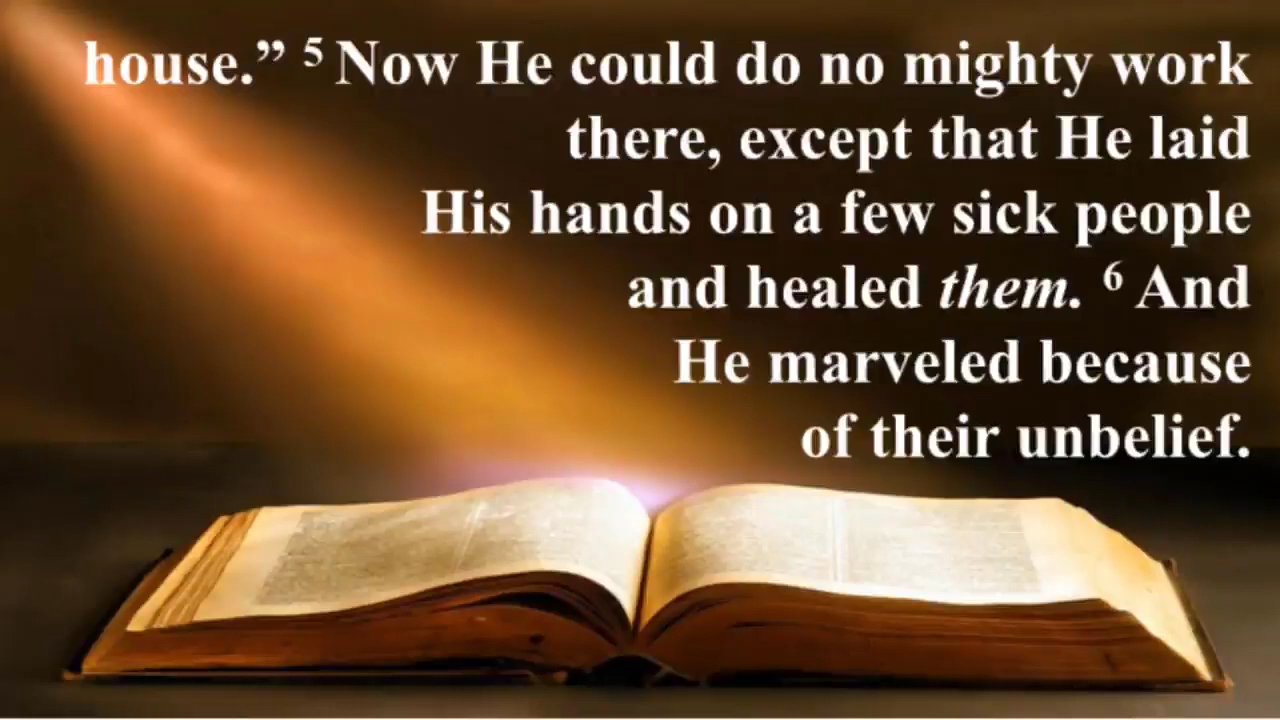 house.” ⁵ Now He could do no mighty work
there, except that He laid
His hands on a few sick people
and healed them. ⁶ And
He marveled because
of their unbelief.